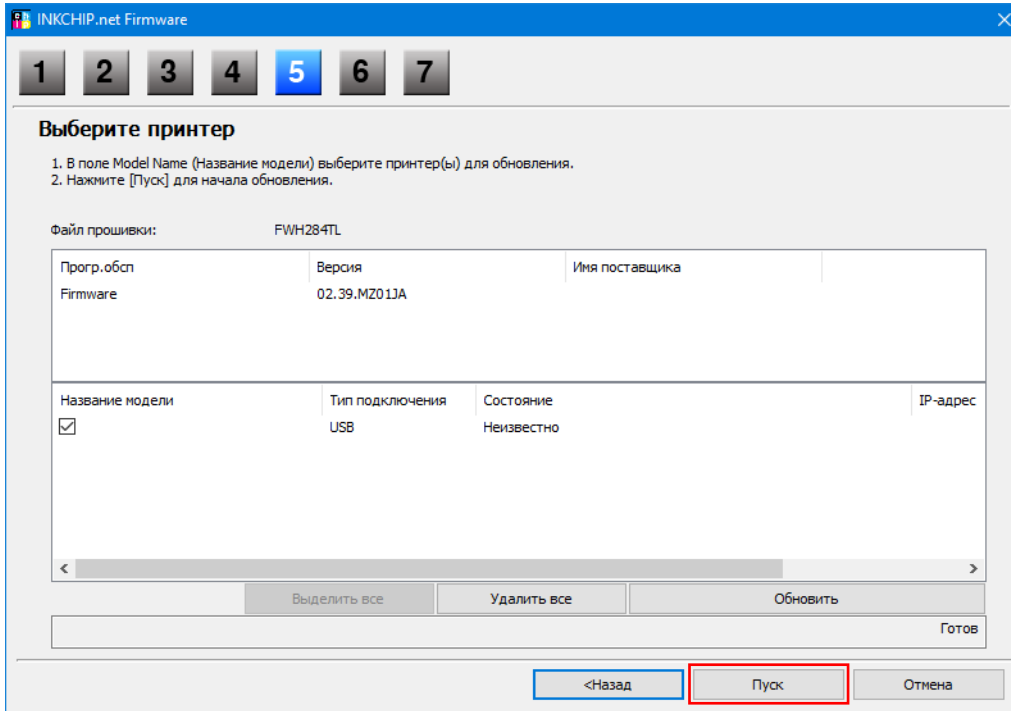 INKCHIP.net Firmware
1 2 3 4 5 6 7
Выберите принтер
1. В поле Model Name (Название модели) выберите принтер(ы) для обновления.
2. Нажмите [Пуск] для начала обновления.
Файл прошивки: FWH284TL
Прогр.обсп Версия Имя поставщика
Firmware 02.39.MZ01JA
Название модели Тип подключения Состояние IP-адрес
USB Неизвестно
Выделить все Удалить все Обновить
Готов
<Назад Пуск Отмена